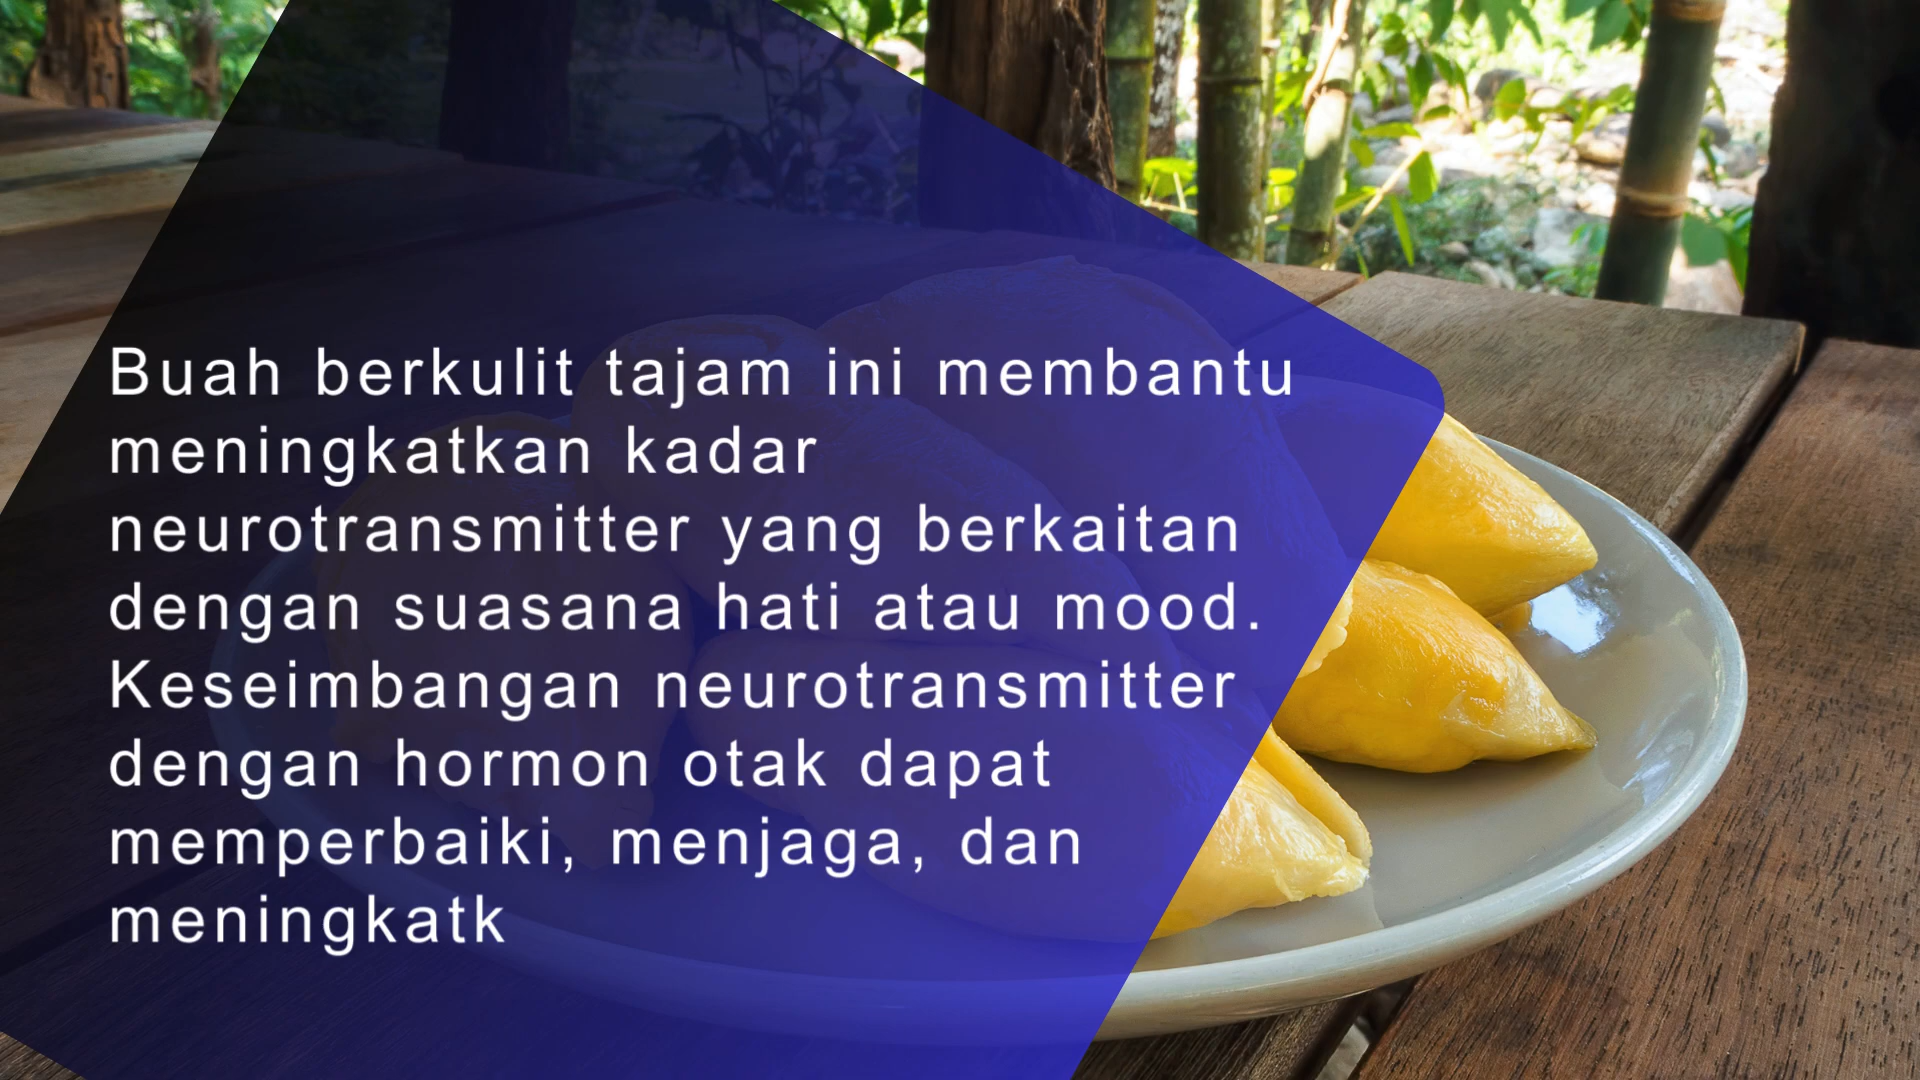 Buah berkulit tajam ini membantu
meningkatkan kadar
neurotransmitter yang berkaitan
dengan suasana hati atau mood.
Keseimbangan neurotransmitter
dengan hormon otak dapat
memperbaiki, menjaga, dan
meningkatk